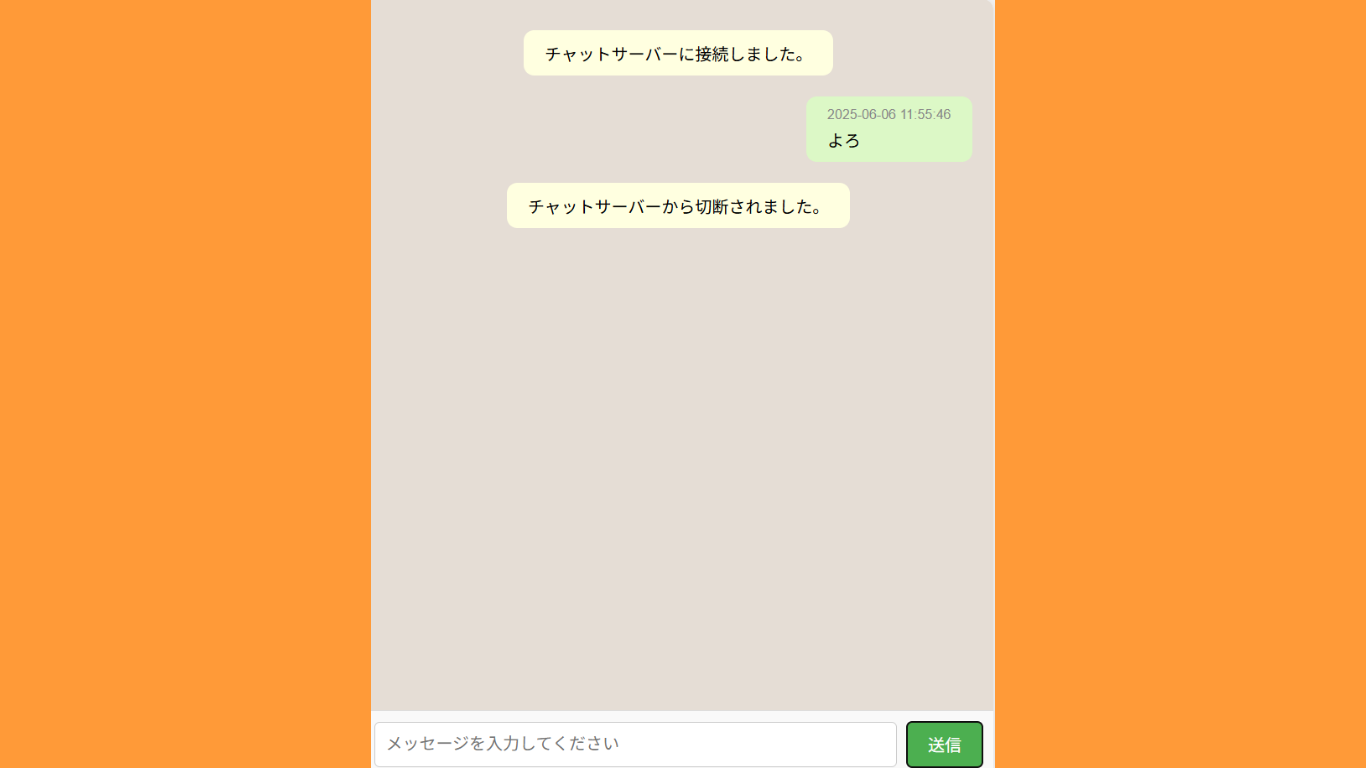 チャットサーバーに接続しました。
2025-06-06 11:55:46
よろ
チャットサーバーから切断されました。
メッセージを入力してください
送信